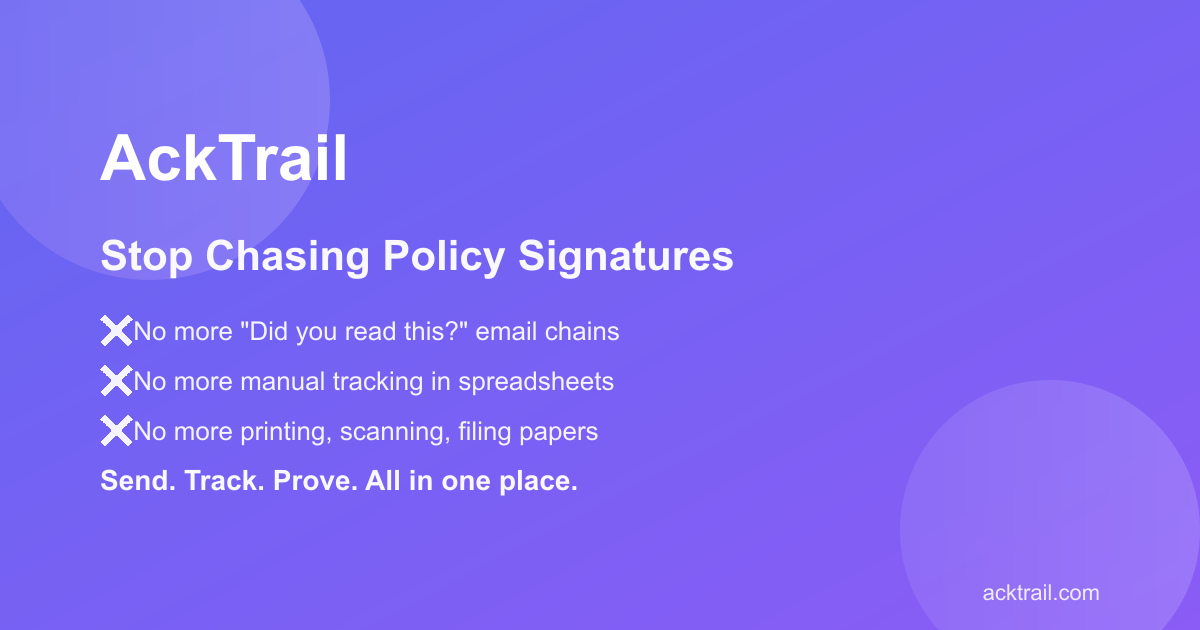 AckTrail
Stop Chasing Policy Signatures
❌No more "Did you read this?" email chains
❌No more manual tracking in spreadsheets
❌No more printing, scanning, filing papers
Send. Track. Prove. All in one place.
acktrail.com